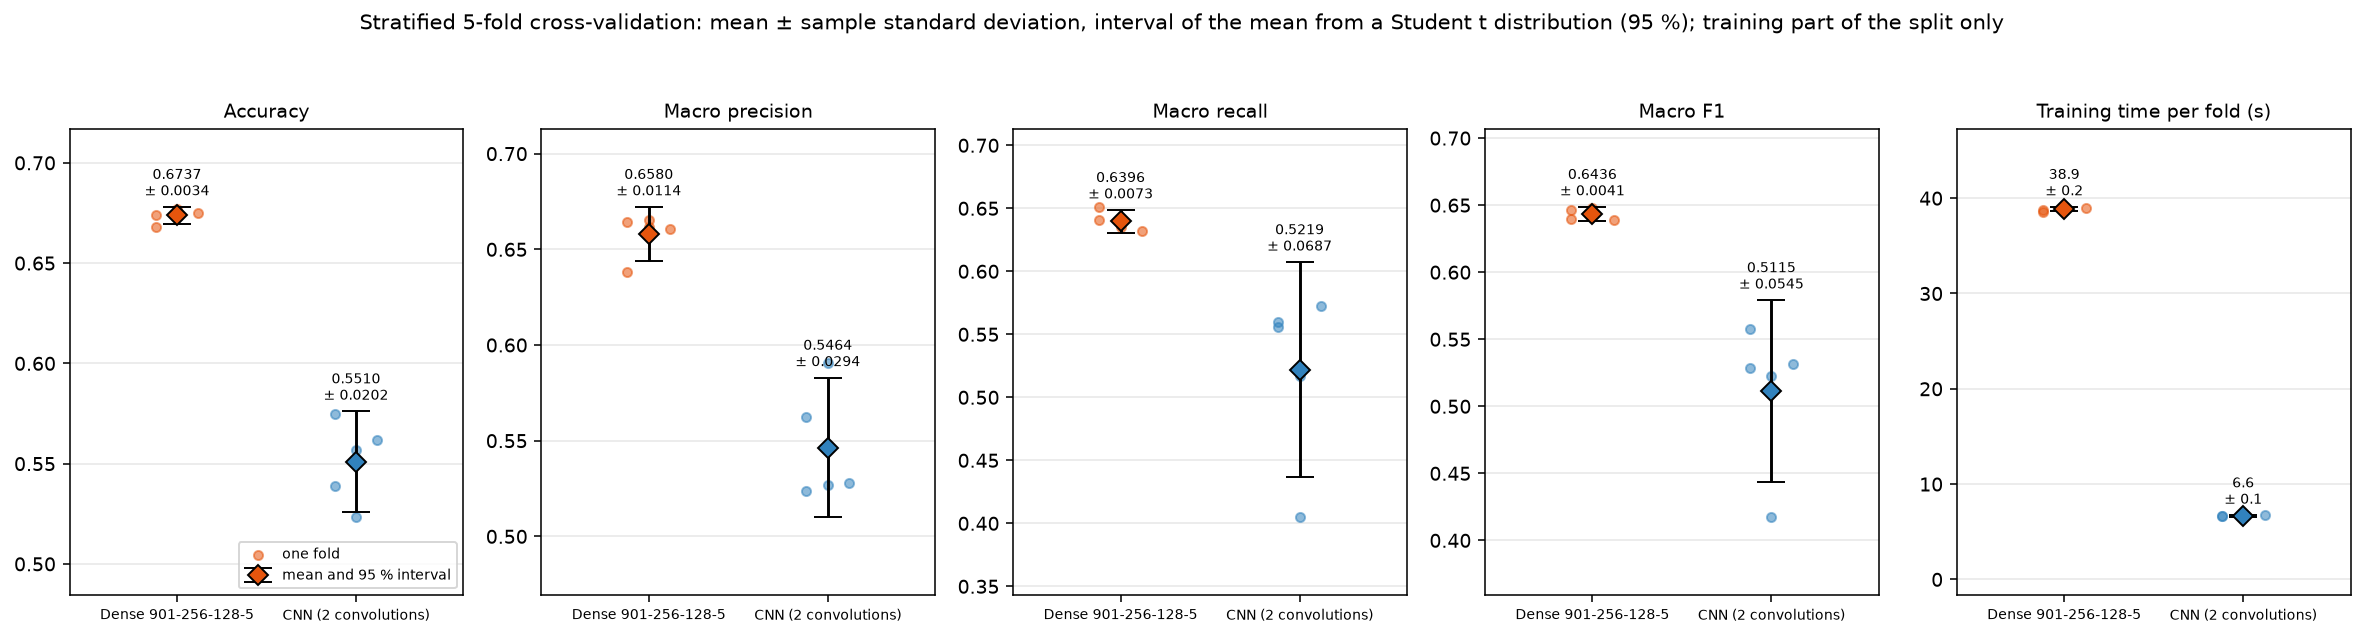 Stratified 5-fold cross-validation: mean ± sample standard deviation, interval of the mean from a Student t distribution (95 %); training part of the split only
Accuracy
0.70
0.65
0.60
0.55
0.50
0.6737
± 0.0034
0.5510
± 0.0202
one fold
mean and 95 % interval
Dense 901-256-128-5
CNN (2 convolutions)
Macro precision
0.70
0.65
0.60
0.55
0.50
0.6580
± 0.0114
0.5464
± 0.0294
Dense 901-256-128-5
CNN (2 convolutions)
Macro recall
0.70
0.65
0.60
0.55
0.50
0.45
0.40
0.35
0.6396
± 0.0073
0.5219
± 0.0687
Dense 901-256-128-5
CNN (2 convolutions)
Macro F1
0.70
0.65
0.60
0.55
0.50
0.45
0.40
0.6436
± 0.0041
0.5115
± 0.0545
Dense 901-256-128-5
CNN (2 convolutions)
Training time per fold (s)
40
30
20
10
0
38.9
± 0.2
6.6
± 0.1
Dense 901-256-128-5
CNN (2 convolutions)